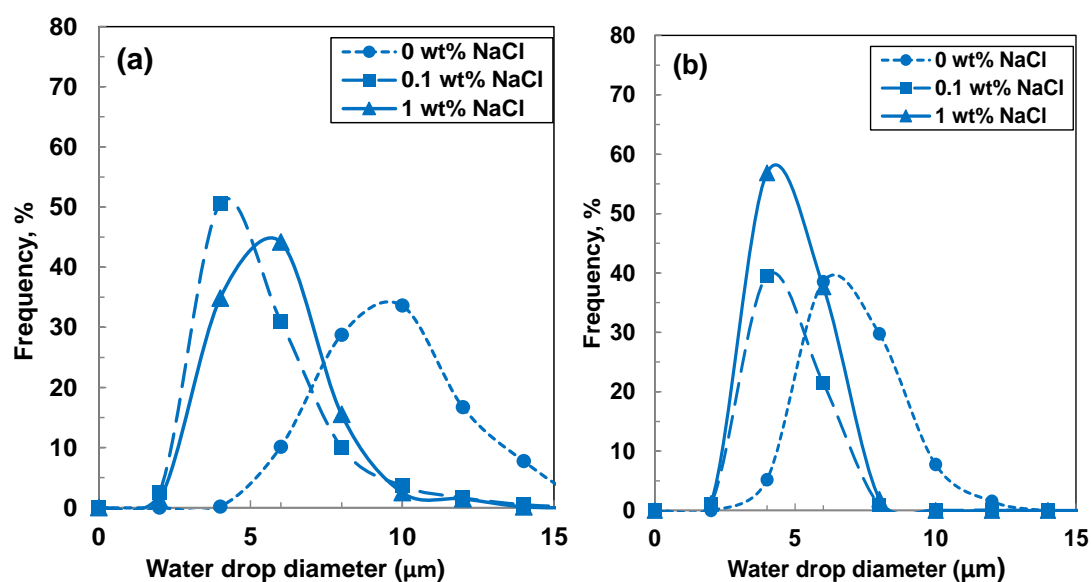 (a)
0 wt% NaCl
0.1 wt% NaCl
1 wt% NaCl
80
70
60
50
40
30
20
10
0
Frequency, %
0
5
10
15
Water drop diameter (μm)
(b)
0 wt% NaCl
0.1 wt% NaCl
1 wt% NaCl
80
70
60
50
40
30
20
10
0
Frequency, %
0
5
10
15
Water drop diameter (μm)